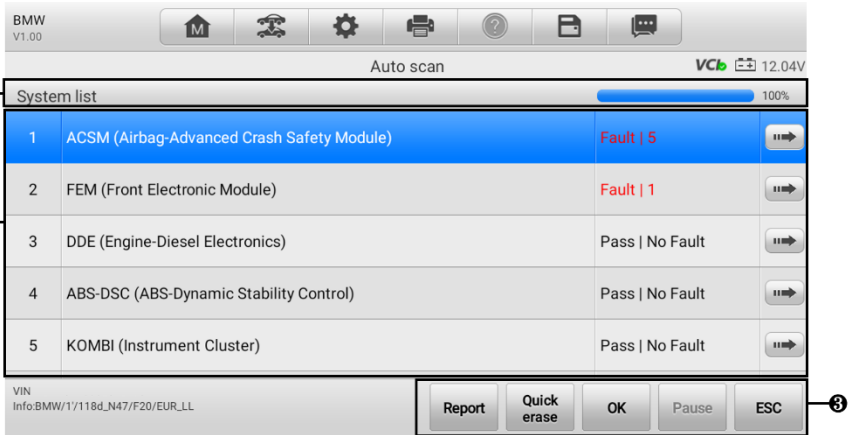 BMW
V1.00
M
?
Auto scan
VCI
12.04V
System list
100%
1 ACSM (Airbag-Advanced Crash Safety Module) Fault | 5
2 FEM (Front Electronic Module) Fault | 1
3 DDE (Engine-Diesel Electronics) Pass | No Fault
4 ABS-DSC (ABS-Dynamic Stability Control) Pass | No Fault
5 KOMBI (Instrument Cluster) Pass | No Fault
VIN
Info:BMW/1'/118d_N47/F20/EUR_LL
Report
Quick
erase
OK
Pause
ESC
❸